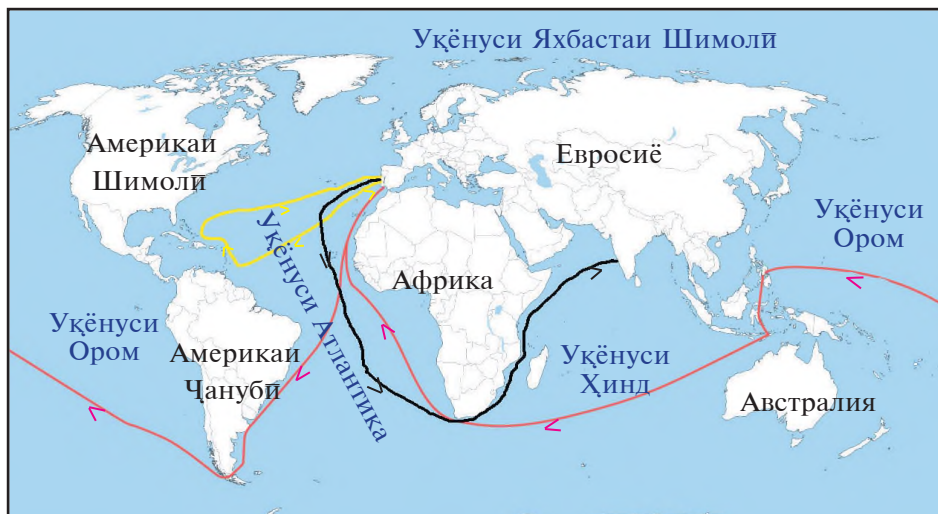 Уқёнуси Яхбастаи Шимолӣ
Америкаи
Шимолӣ
Евросиё
Уқёнуси
Ором
Уқёнуси Атлантика
Африка
Уқёнуси
Ором
Америкаи
Ҷанубӣ
Уқёнуси
Ҳинд
Австралия